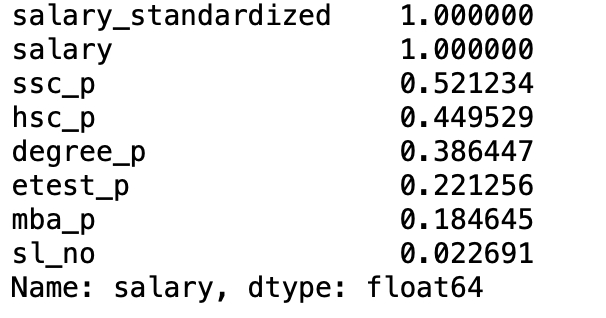 salary_standardized    1.000000
salary                 1.000000
ssc_p                  0.521234
hsc_p                  0.449529
degree_p               0.386447
etest_p                0.221256
mba_p                  0.184645
sl_no                  0.022691
Name: salary, dtype: float64